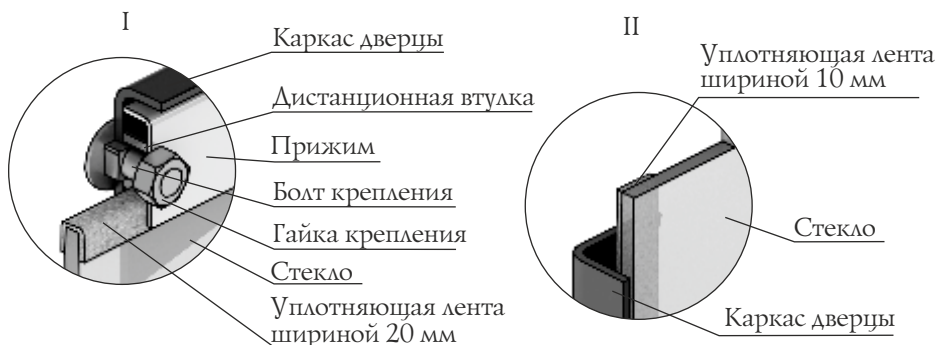 I
Каркас дверцы
Дистанционная втулка
Прижим
Болт крепления
Гайка крепления
Стекло
Уплотняющая лента
шириной 20 мм
II
Уплотняющая лента
шириной 10 мм
Стекло
Каркас дверцы